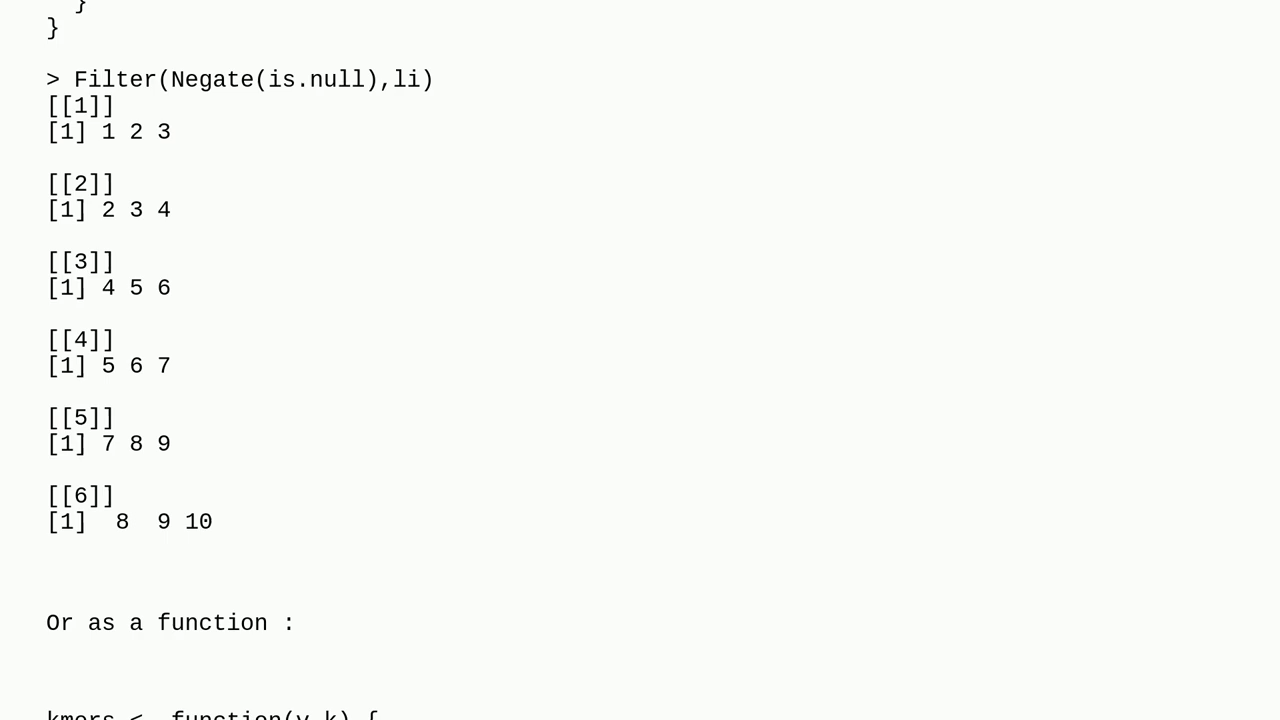 }
}
> Filter(Negate(is.null),li)
[[1]]
[1] 1 2 3
[[2]]
[1] 2 3 4
[[3]]
[1] 4 5 6
[[4]]
[1] 5 6 7
[[5]]
[1] 7 8 9
[[6]]
[1]  8  9 10
Or as a function :
kmers <- function(v,k) {